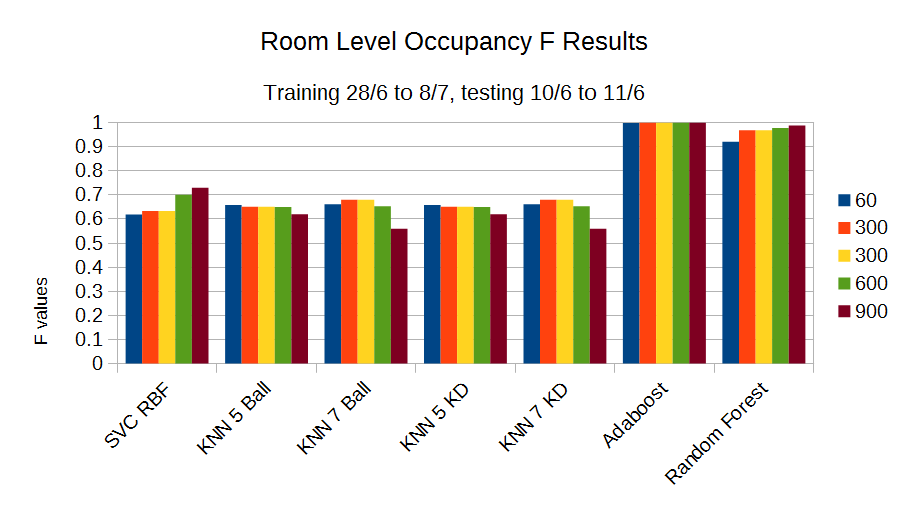 Room Level Occupancy F Results
Training 28/6 to 8/7, testing 10/6 to 11/6
F values
1
0.9
0.8
0.7
0.6
0.5
0.4
0.3
0.2
0.1
0
SVC RBF
KNN 5 Ball
KNN 7 Ball
KNN 5 KD
KNN 7 KD
Adaboost
Random Forest
60
300
300
600
900